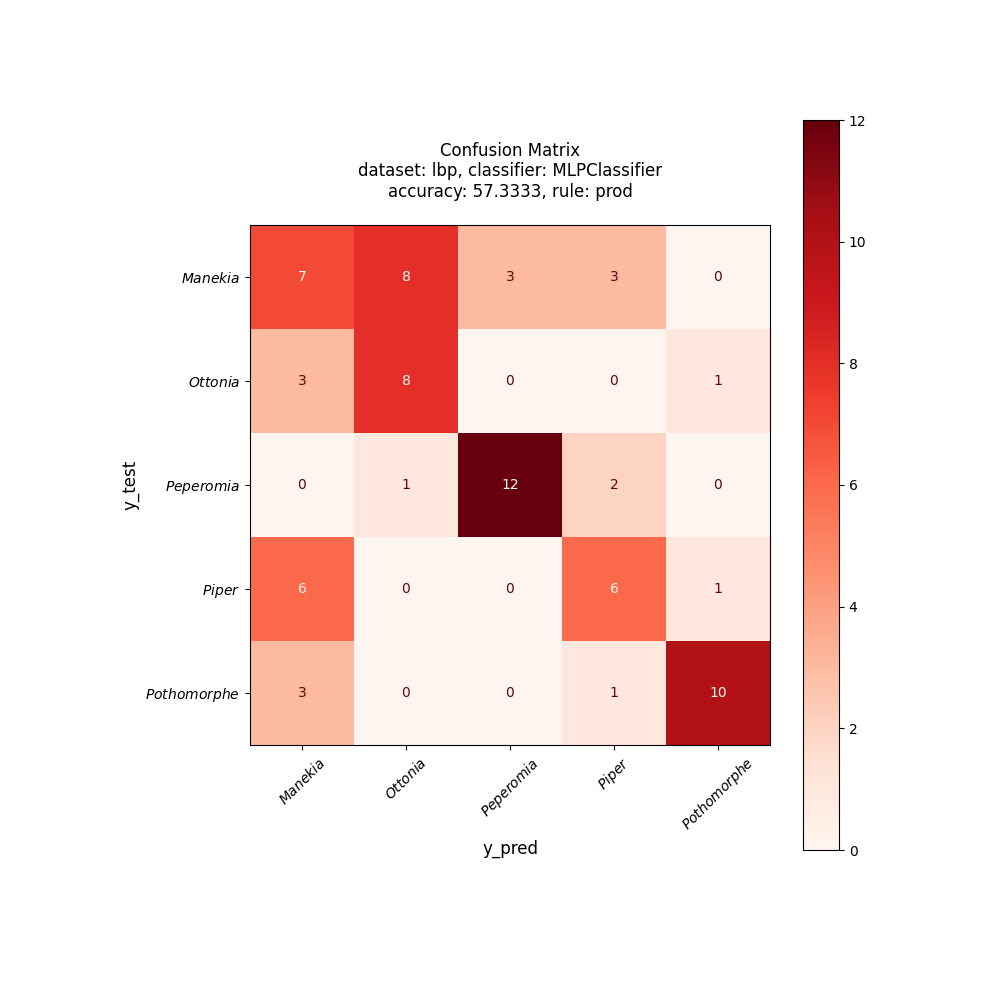 Confusion Matrix
dataset: lbp, classifier: MLPClassifier
accuracy: 57.3333, rule: prod
Manekia 7 8 3 3 0
Ottonia 3 8 0 0 1
Peperomia 0 1 12 2 0
Piper 6 0 0 6 1
Pothomorphe 3 0 0 1 10
y_test
Manekia Ottonia Peperomia Piper Pothomorphe
y_pred
12
10
8
6
4
2
0